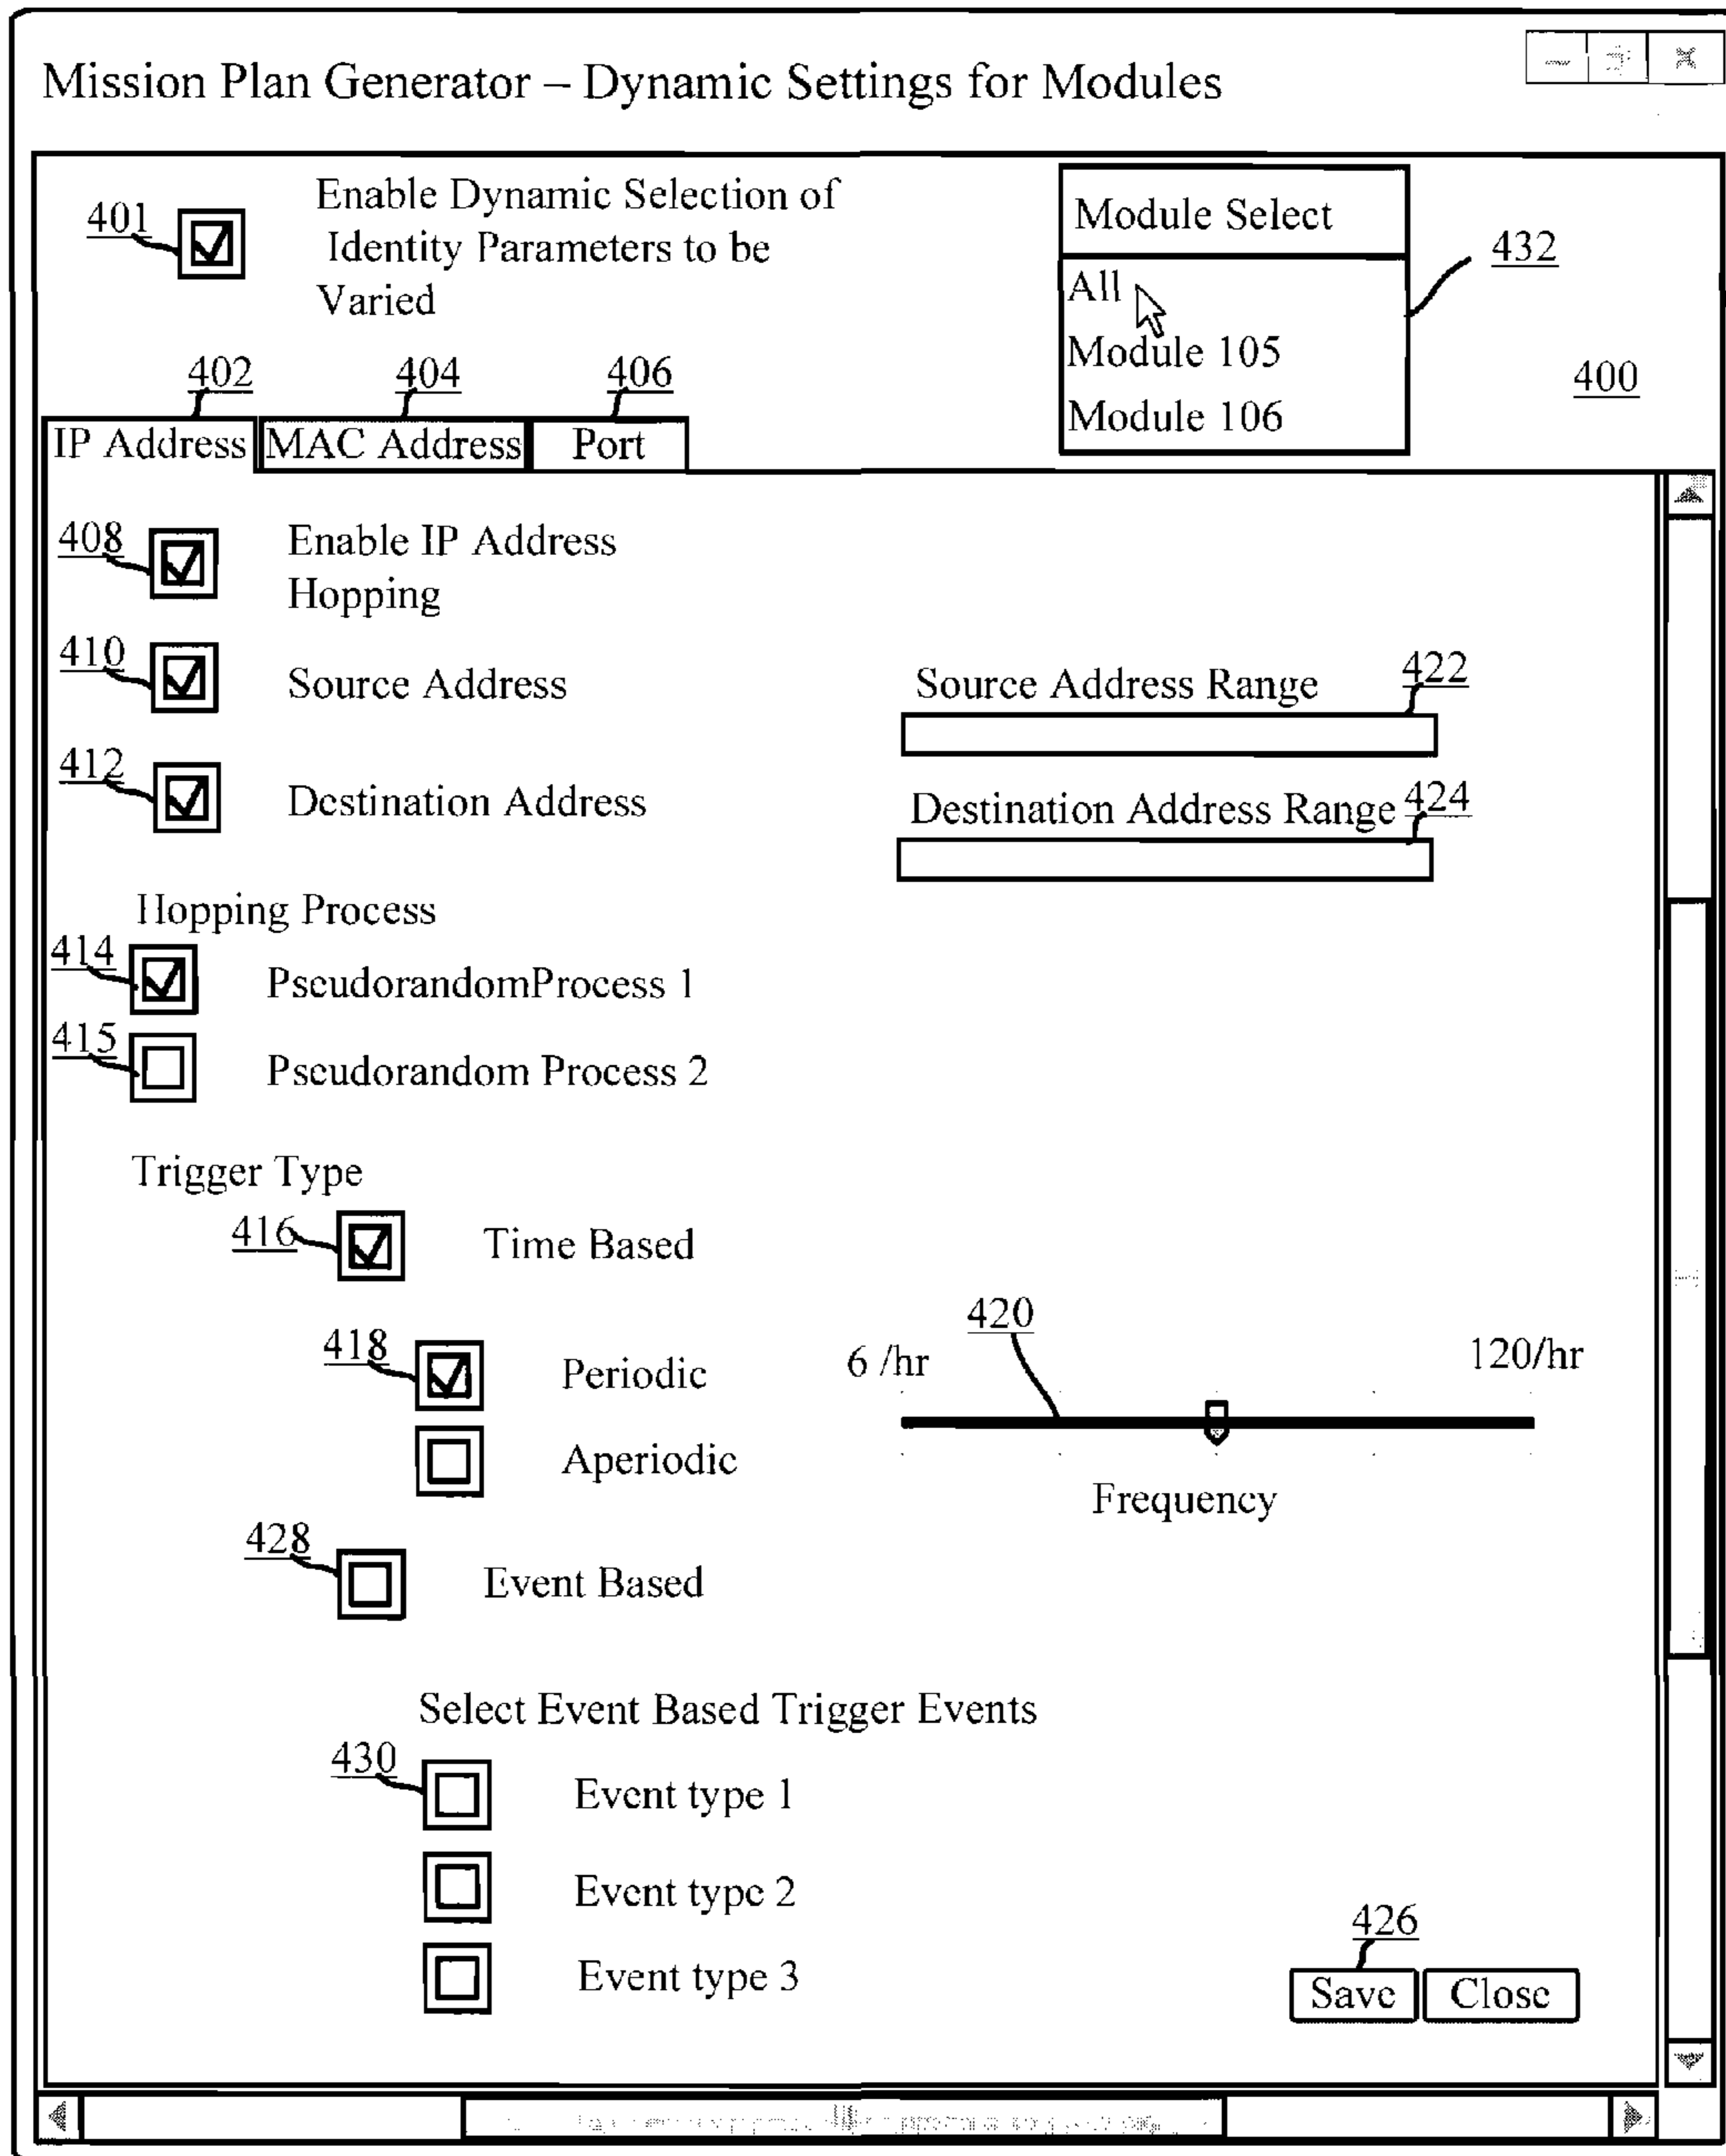 Mission Plan Generator – Dynamic Settings for Modules
401
Enable Dynamic Selection of
Identity Parameters to be
Varied
Module Select
All
Module 105
Module 106
432
400
402
404
406
IP Address
MAC Address
Port
408
Enable IP Address
Hopping
410
Source Address
Source Address Range
422
412
Destination Address
Destination Address Range
424
Hopping Process
414
PseudorandomProcess 1
415
Pseudorandom Process 2
Trigger Type
416
Time Based
418
Periodic
6 /hr
420
120/hr
Aperiodic
Frequency
428
Event Based
Select Event Based Trigger Events
430
Event type 1
Event type 2
Event type 3
426
Save
Close